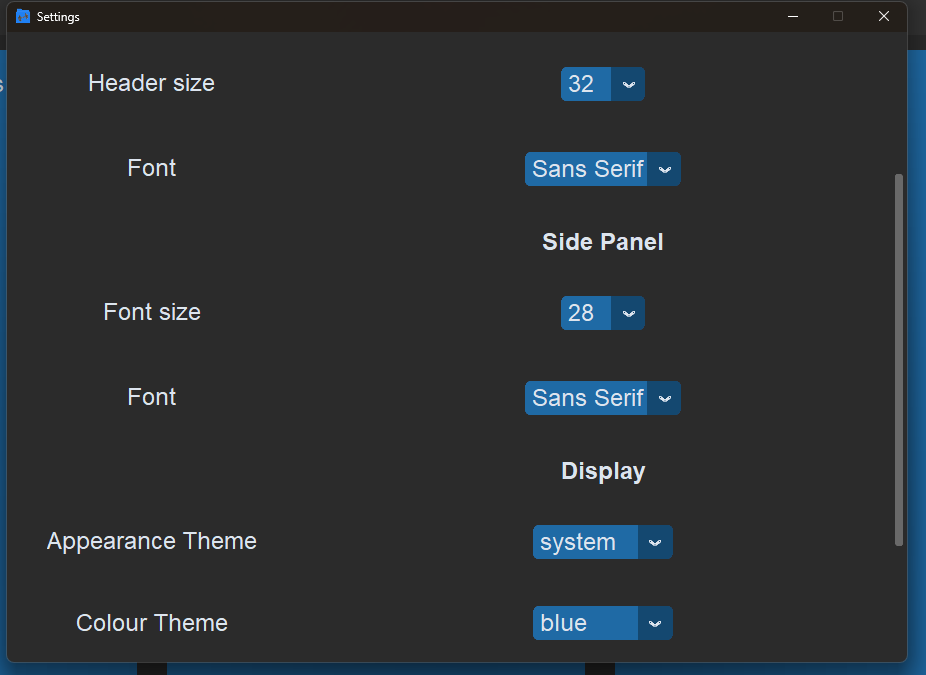 Settings
Header size 32
Font Sans Serif
Side Panel
Font size 28
Font Sans Serif
Display
Appearance Theme system
Colour Theme blue